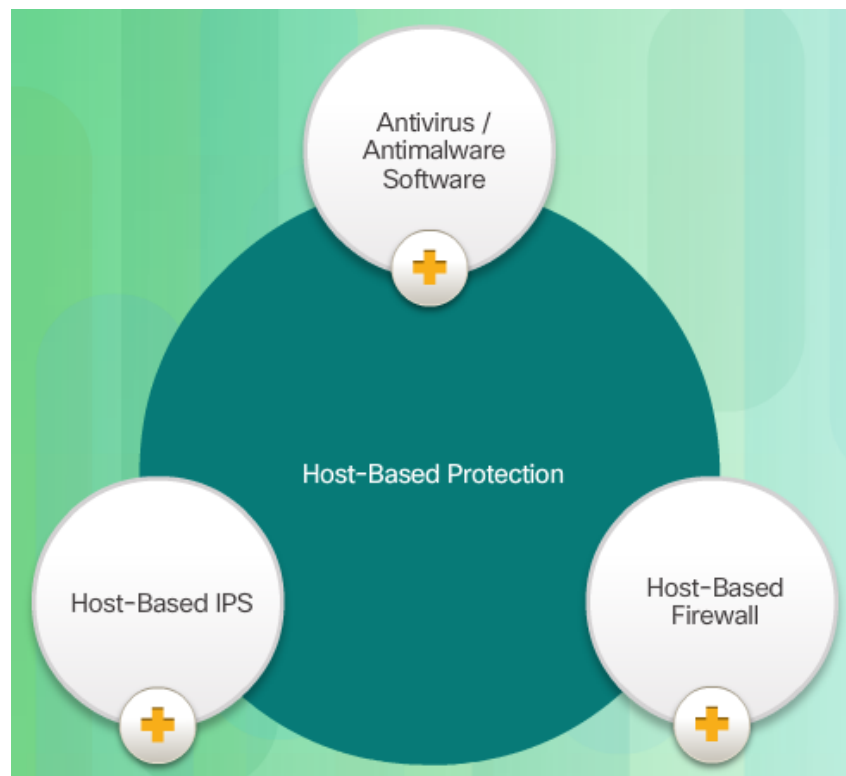 Antivirus /
Antimalware
Software
Host-Based Protection
Host-Based IPS
Host-Based
Firewall